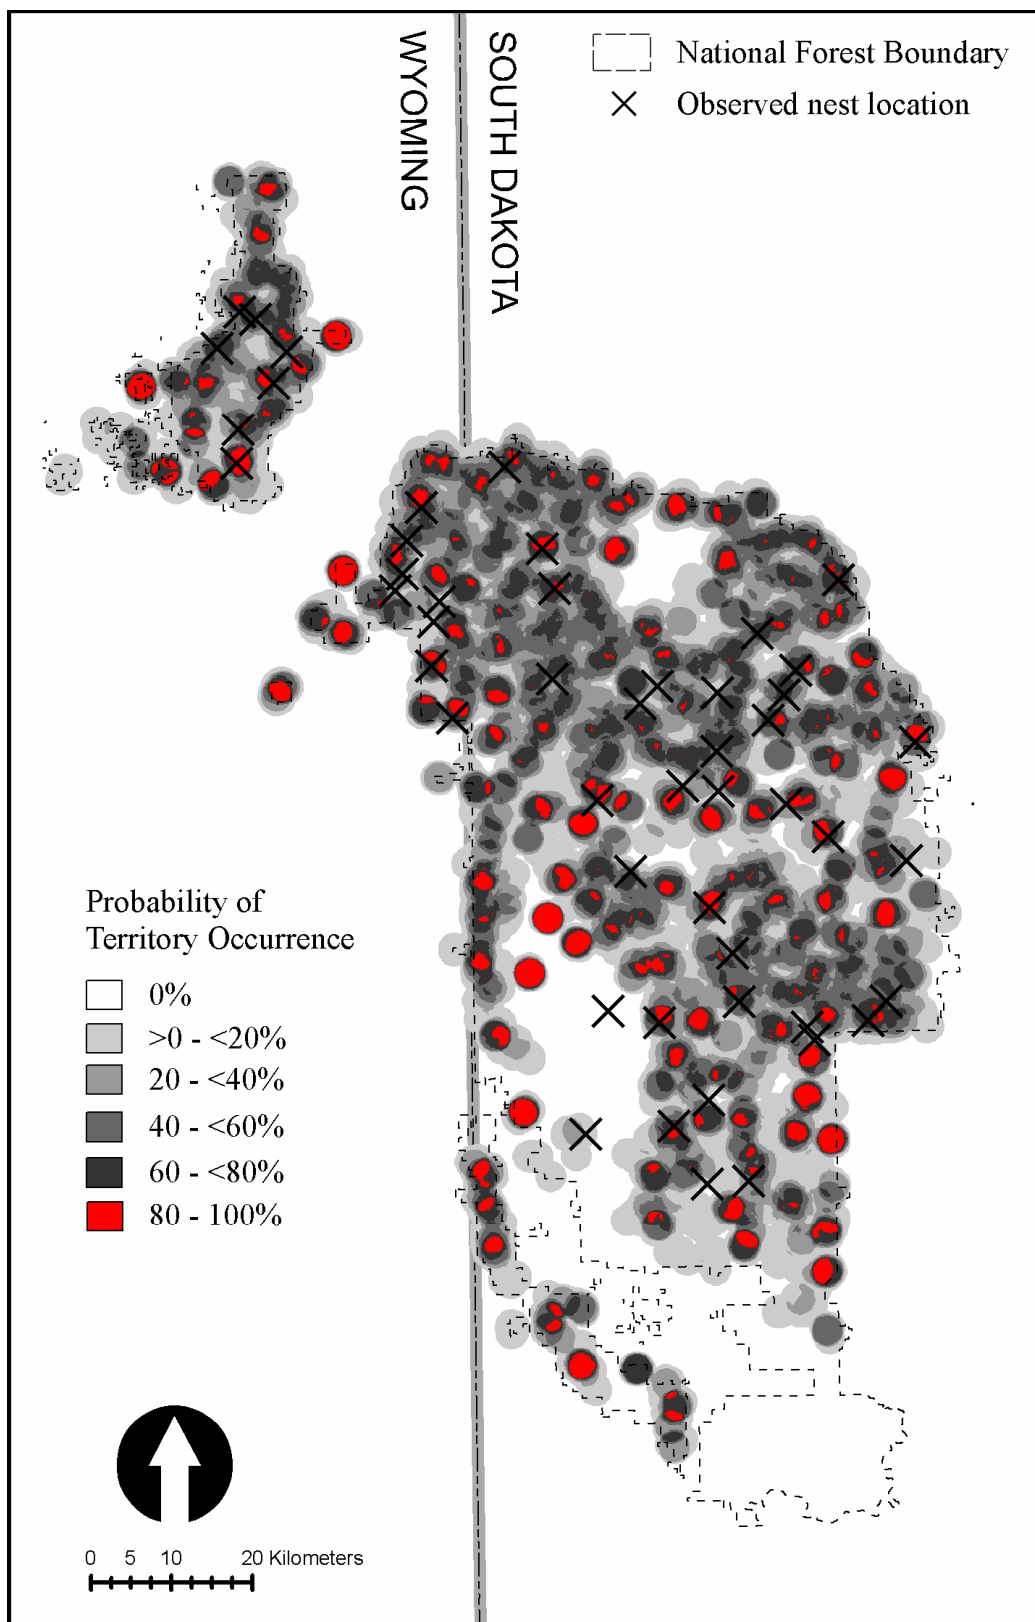 WYOMING
SOUTH DAKOTA
National Forest Boundary
Observed nest location
Probability of
Territory Occurrence
0%
>0 - <20%
20 - <40%
40 - <60%
60 - <80%
80 - 100%
0 5 10 20 Kilometers